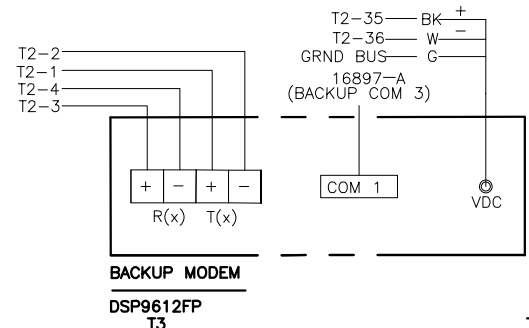 T2-35 BK +
T2-36 W -
GRND BUS G
16897-A
(BACKUP COM 3)
T2-2
T2-1
T2-4
T2-3
+ - + -
R(x) T(x)
COM 1
VDC
BACKUP MODEM
DSP9612FP
T3